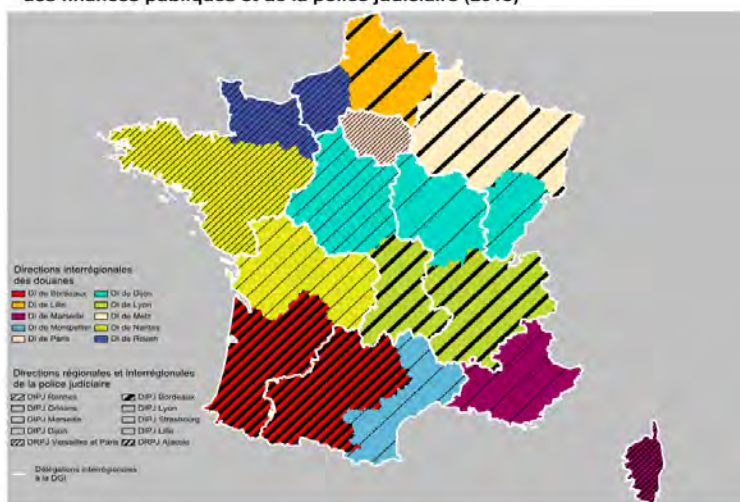 des finances publiques et de la police judiciaire
Directions interrégionales
des douanes
DI de Bordeaux
DI de Dijon
DI de Lille
DI de Lyon
DI de Marseille
DI de Metz
DI de Montpellier
DI de Nantes
DI de Paris
DI de Rouen
Directions régionales et interrégionales
de la police judiciaire
DIPJ Rennes
DIPJ Bordeaux
DIPJ Orléans
DIPJ Lyon
DIPJ Marseille
DIPJ Strasbourg
DIPJ Dijon
DIPJ Lille
DRPJ Versailles et Paris
DRPJ Ajaccio
Délégations interrégionales
à la DGI